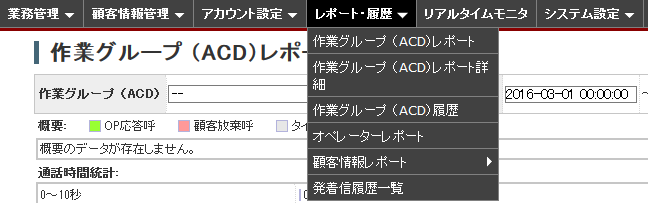 業務管理 ▼ 顧客情報管理 ▼ アカウント設定 ▼ レポート・履歴 ▼ リアルタイムモニタ システム設定 ▼
作業グループ（ACD）レポー
作業グループ（ACD）レポート
作業グループ（ACD）レポート詳細
作業グループ（ACD）履歴
オペレーターレポート
顧客情報レポート
発着信履歴一覧
作業グループ（ACD） -- 2016-03-01 00:00:00 ～
概要: OP応答呼 顧客放棄呼 タイ
概要のデータが存在しません。
通話時間統計:
0～10秒